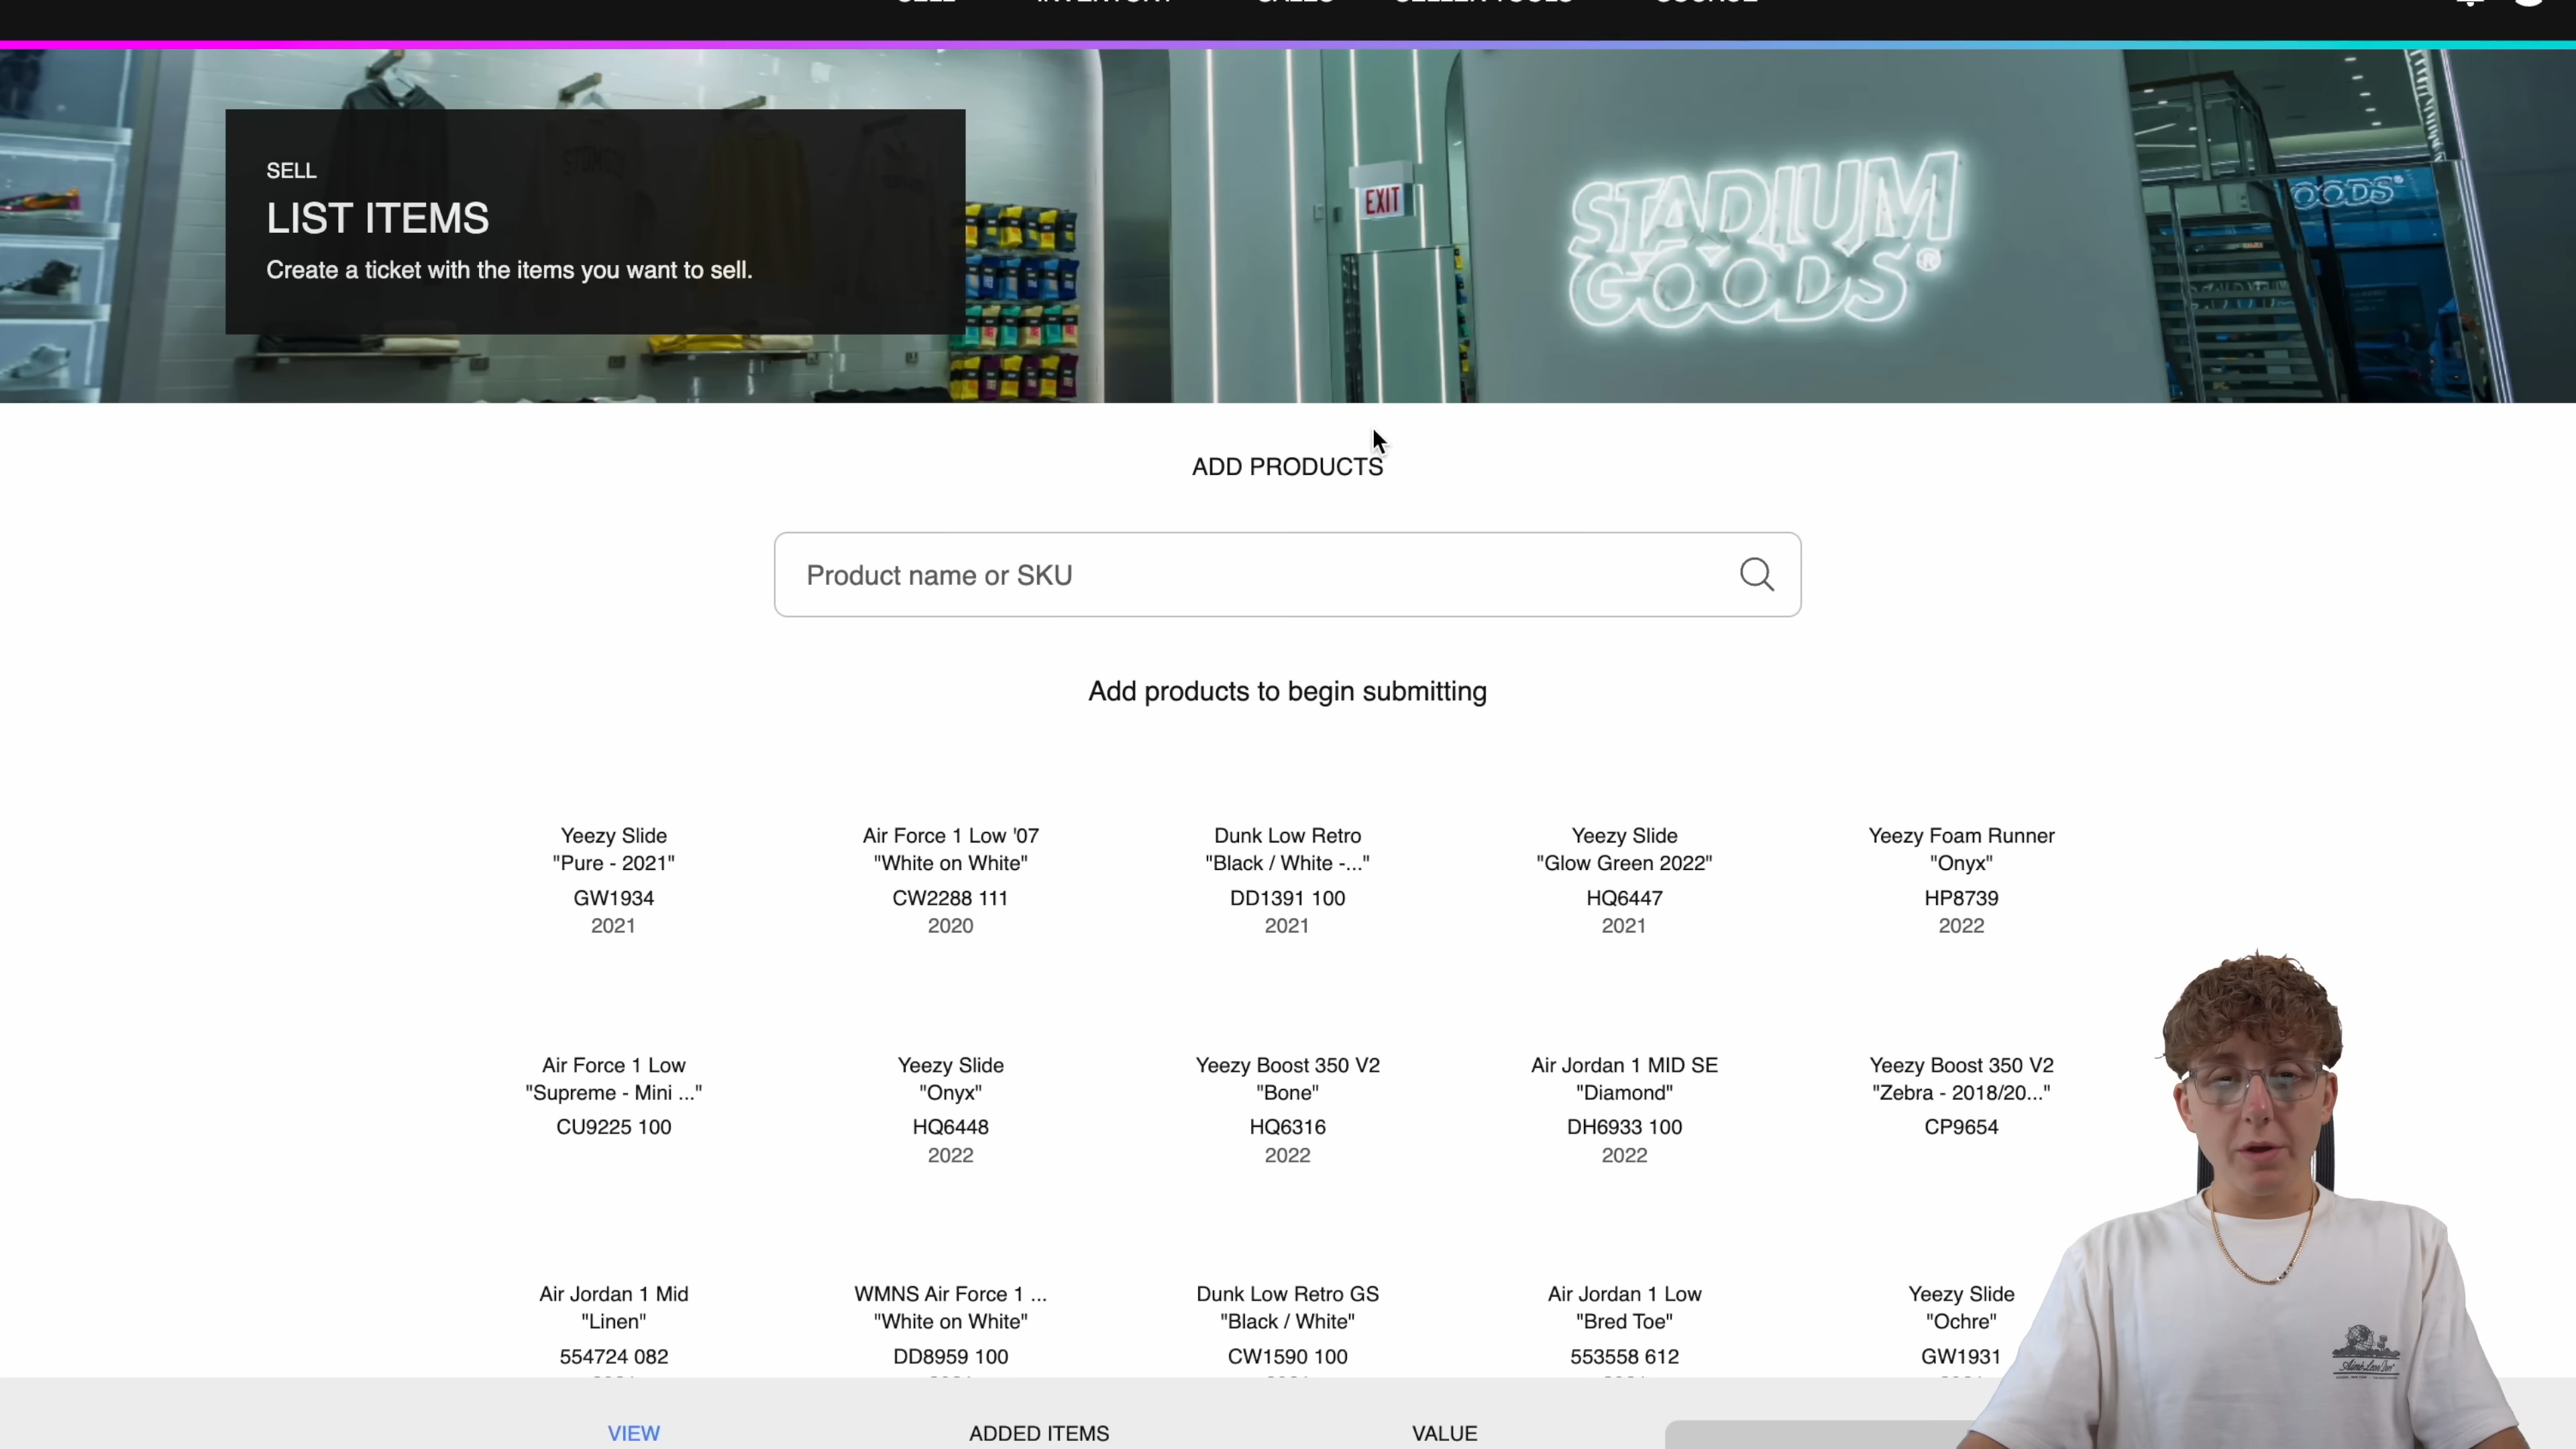 SELL
LIST ITEMS
Create a ticket with the items you want to sell.
EXIT
STADIUM
GOODS®
OODS®
ADD PRODUCTS
Product name or SKU
Add products to begin submitting
Yeezy Slide
"Pure - 2021"
GW1934
2021
Air Force 1 Low '07
"White on White"
CW2288 111
2020
Dunk Low Retro
"Black / White -..."
DD1391 100
2021
Yeezy Slide
"Glow Green 2022"
HQ6447
2021
Yeezy Foam Runner
"Onyx"
HP8739
2022
Air Force 1 Low
"Supreme - Mini ..."
CU9225 100
Yeezy Slide
"Onyx"
HQ6448
2022
Yeezy Boost 350 V2
"Bone"
HQ6316
2022
Air Jordan 1 MID SE
"Diamond"
DH6933 100
2022
Yeezy Boost 350 V2
"Zebra - 2018/20..."
CP9654
Air Jordan 1 Mid
"Linen"
554724 082
WMNS Air Force 1 ...
"White on White"
DD8959 100
Dunk Low Retro GS
"Black / White"
CW1590 100
Air Jordan 1 Low
"Bred Toe"
553558 612
Yeezy Slide
"Ochre"
GW1931
VIEW
ADDED ITEMS
VALUE